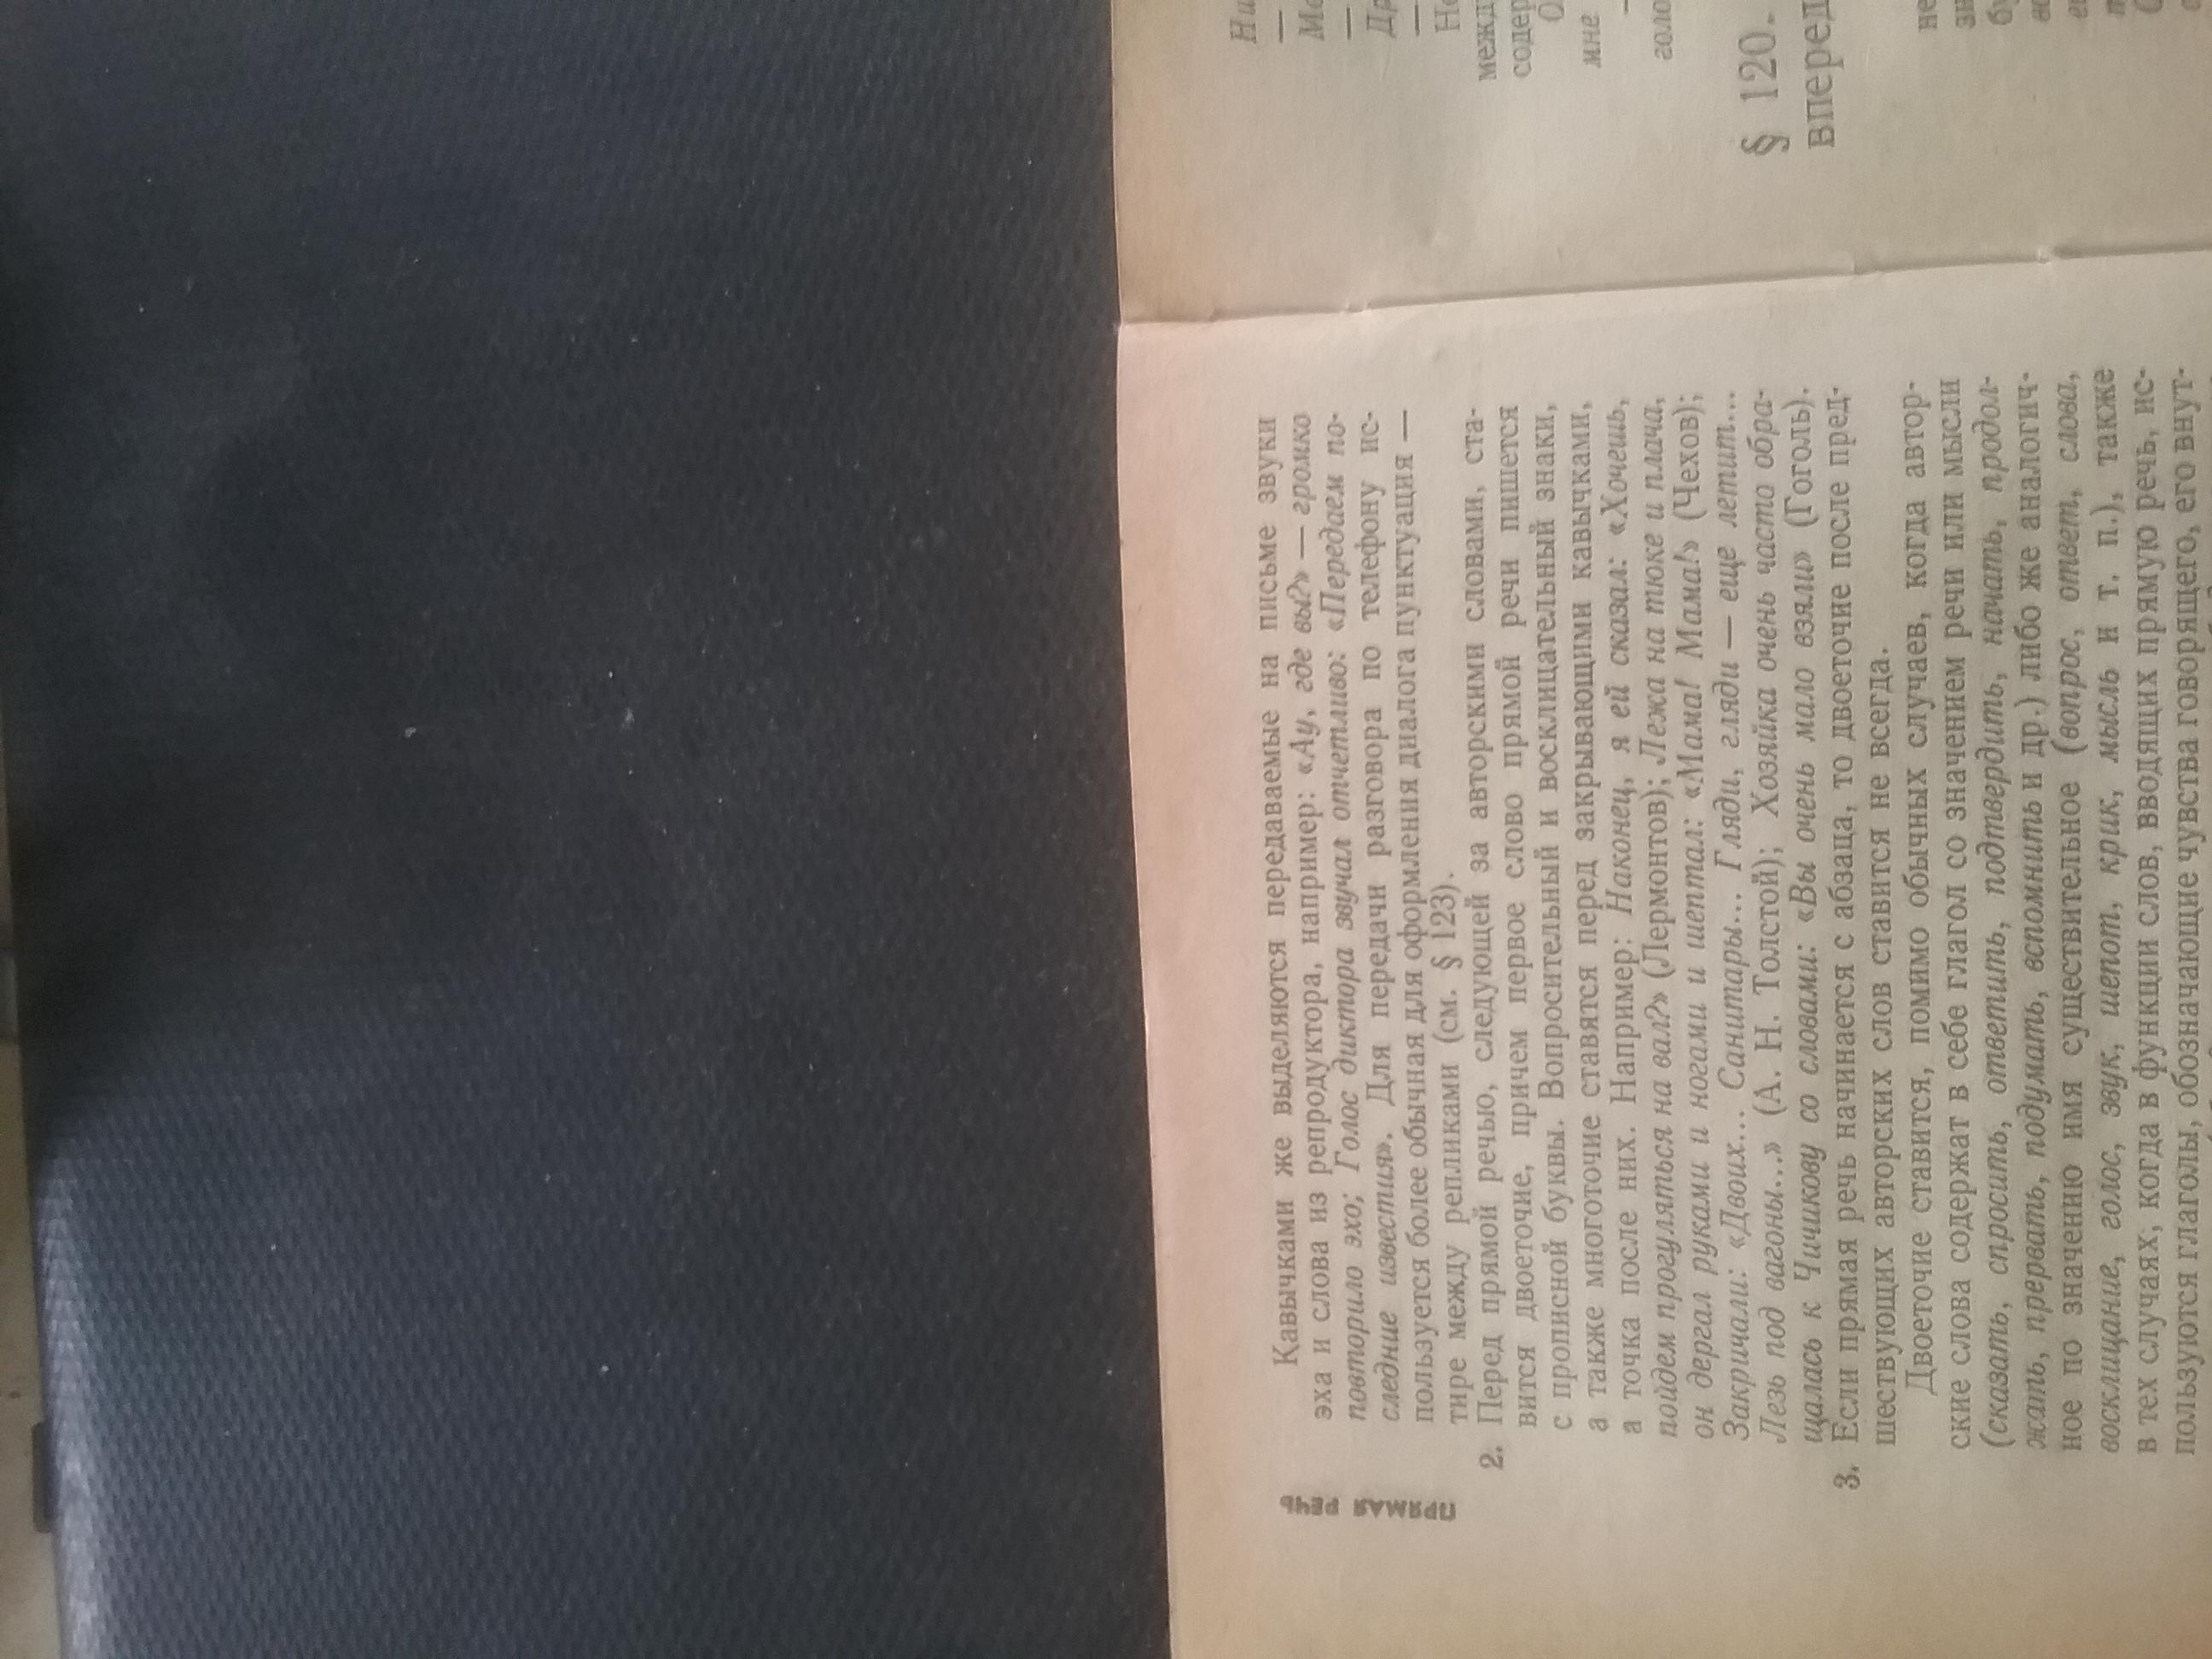 Кавычками же выделяются передаваемые на письме звуки
эха и слова из репродуктора, например: «Ау, где вы?» — громко
повторило эхо; Голос диктора звучал отчетливо: «Передаем по-
следние известия». Для передачи разговора по телефону ис-
пользуется более обычная для оформления диалога пунктуация —
тире между репликами (см. § 123).
2. Перед прямой речью, следующей за авторскими словами, ста-
вится двоеточие, причем первое слово прямой речи пишется
с прописной буквы. Вопросительный и восклицательный знаки,
а также многоточие ставятся перед закрывающими кавычками,
а точка после них. Например: Наконец, я ей сказал: «Хочешь,
пойдем прогуляться на вал?» (Лермонтов); Лежа на тюке и плача,
он дергал руками и ногами и шептал: «Мама! Мама!» (Чехов);
Закричали: «Двоих... Санитары... Гляди, гляди — еще летит...
Лезь под вагоны...» (А. Н. Толстой); Хозяйка очень часто обра-
щалась к Чичикову со словами: «Вы очень мало взяли» (Гоголь).
3. Если прямая речь начинается с абзаца, то двоеточие после пред-
шествующих авторских слов ставится не всегда.
Двоеточие ставится, помимо обычных случаев, когда автор-
ские слова содержат в себе глагол со значением речи или мысли
(сказать, спросить, ответить, подтвердить, начать, продол-
жать, прервать, подумать, вспомнить и др.) либо же аналогич-
ное по значению имя существительное (вопрос, ответ, слова,
восклицание, голос, звук, шепот, крик, мысль и т. п.), также
в тех случаях, когда в функции слов, вводящих прямую речь, ис-
пользуются глаголы, обозначающие чувства говорящего, его внут-
Ни
—
Мо
—
—
межд
содер
мне
—
голо
§ 120.
вперед
не